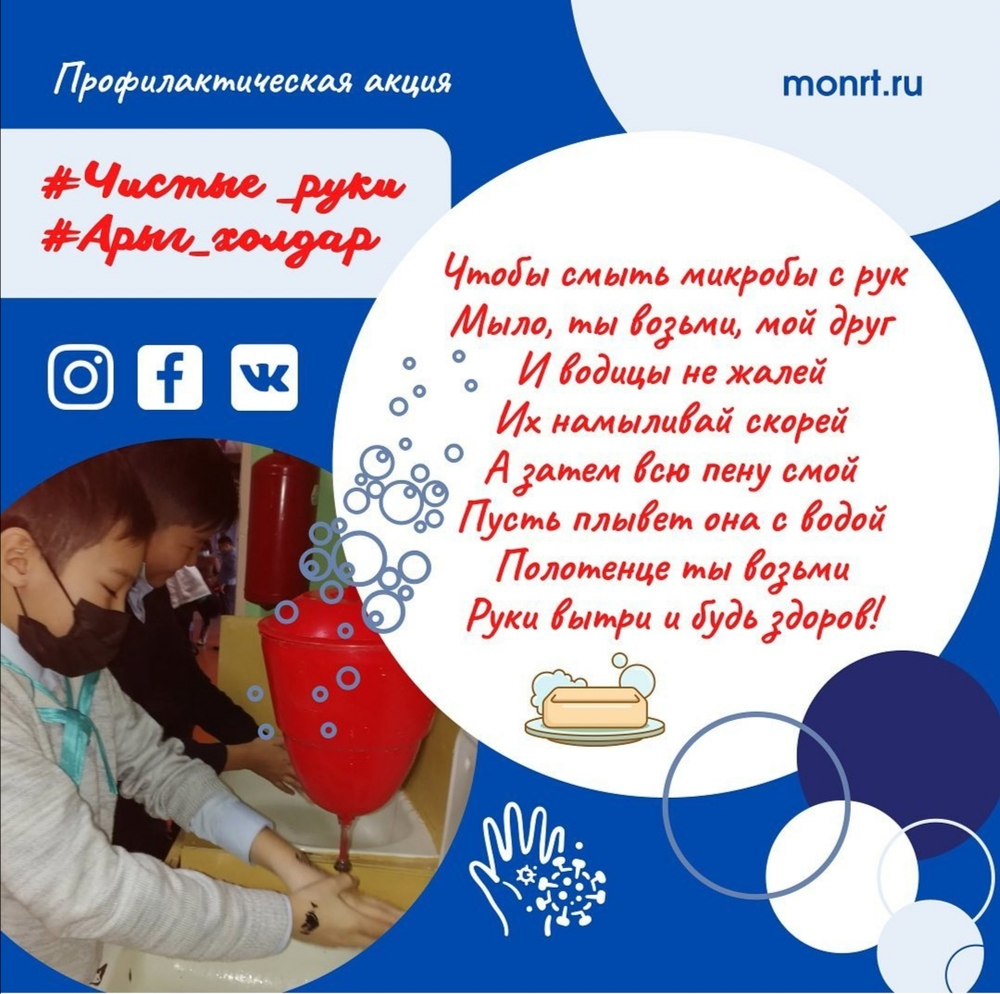 Профилактическая акция
monrt.ru
#Чистые_руки
#Арыг_холдар
Чтобы смыть микробы с рук
Мыло, ты возьми, мой друг
И водицы не жалей
Их намыливай скорей
А затем всю пену смой
Пусть плывет она с водой
Полотенце ты возьми
Руки вытри и будь здоров!